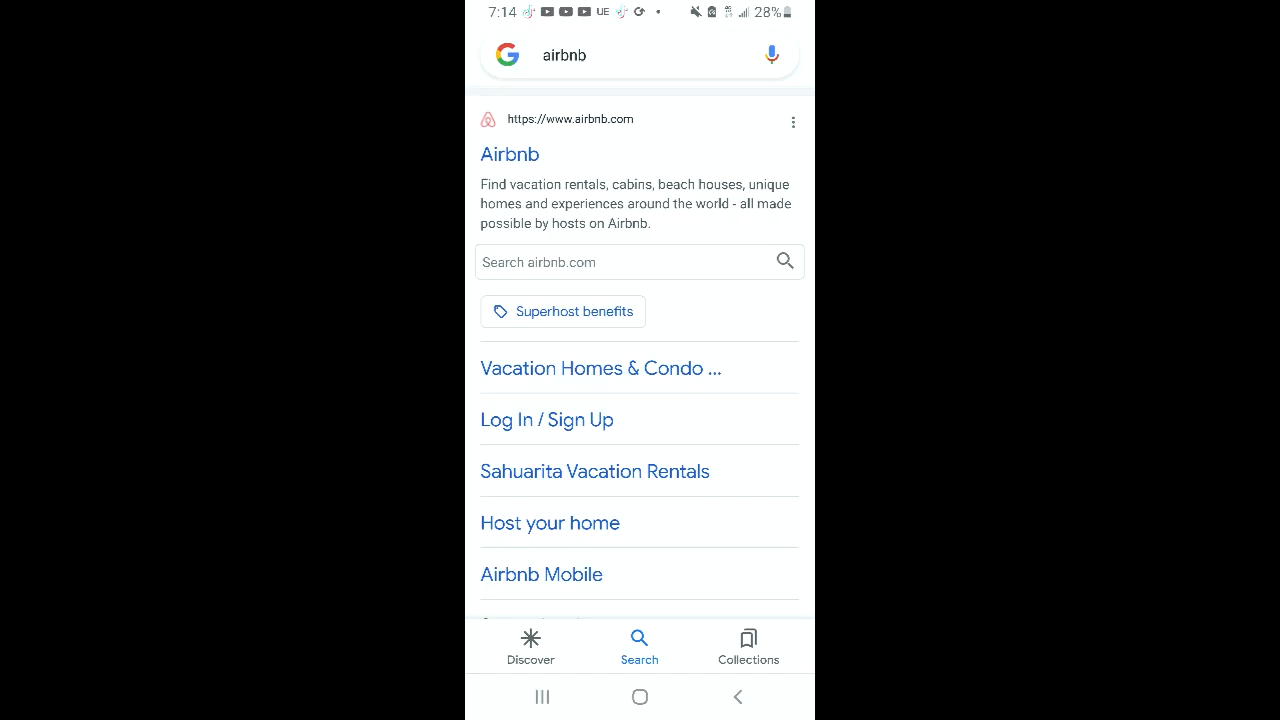 7:14 UE 28%
airbnb
https://www.airbnb.com
Airbnb
Find vacation rentals, cabins, beach houses, unique
homes and experiences around the world - all made
possible by hosts on Airbnb.
Search airbnb.com
Superhost benefits
Vacation Homes & Condo ...
Log In / Sign Up
Sahuarita Vacation Rentals
Host your home
Airbnb Mobile
Discover Search Collections